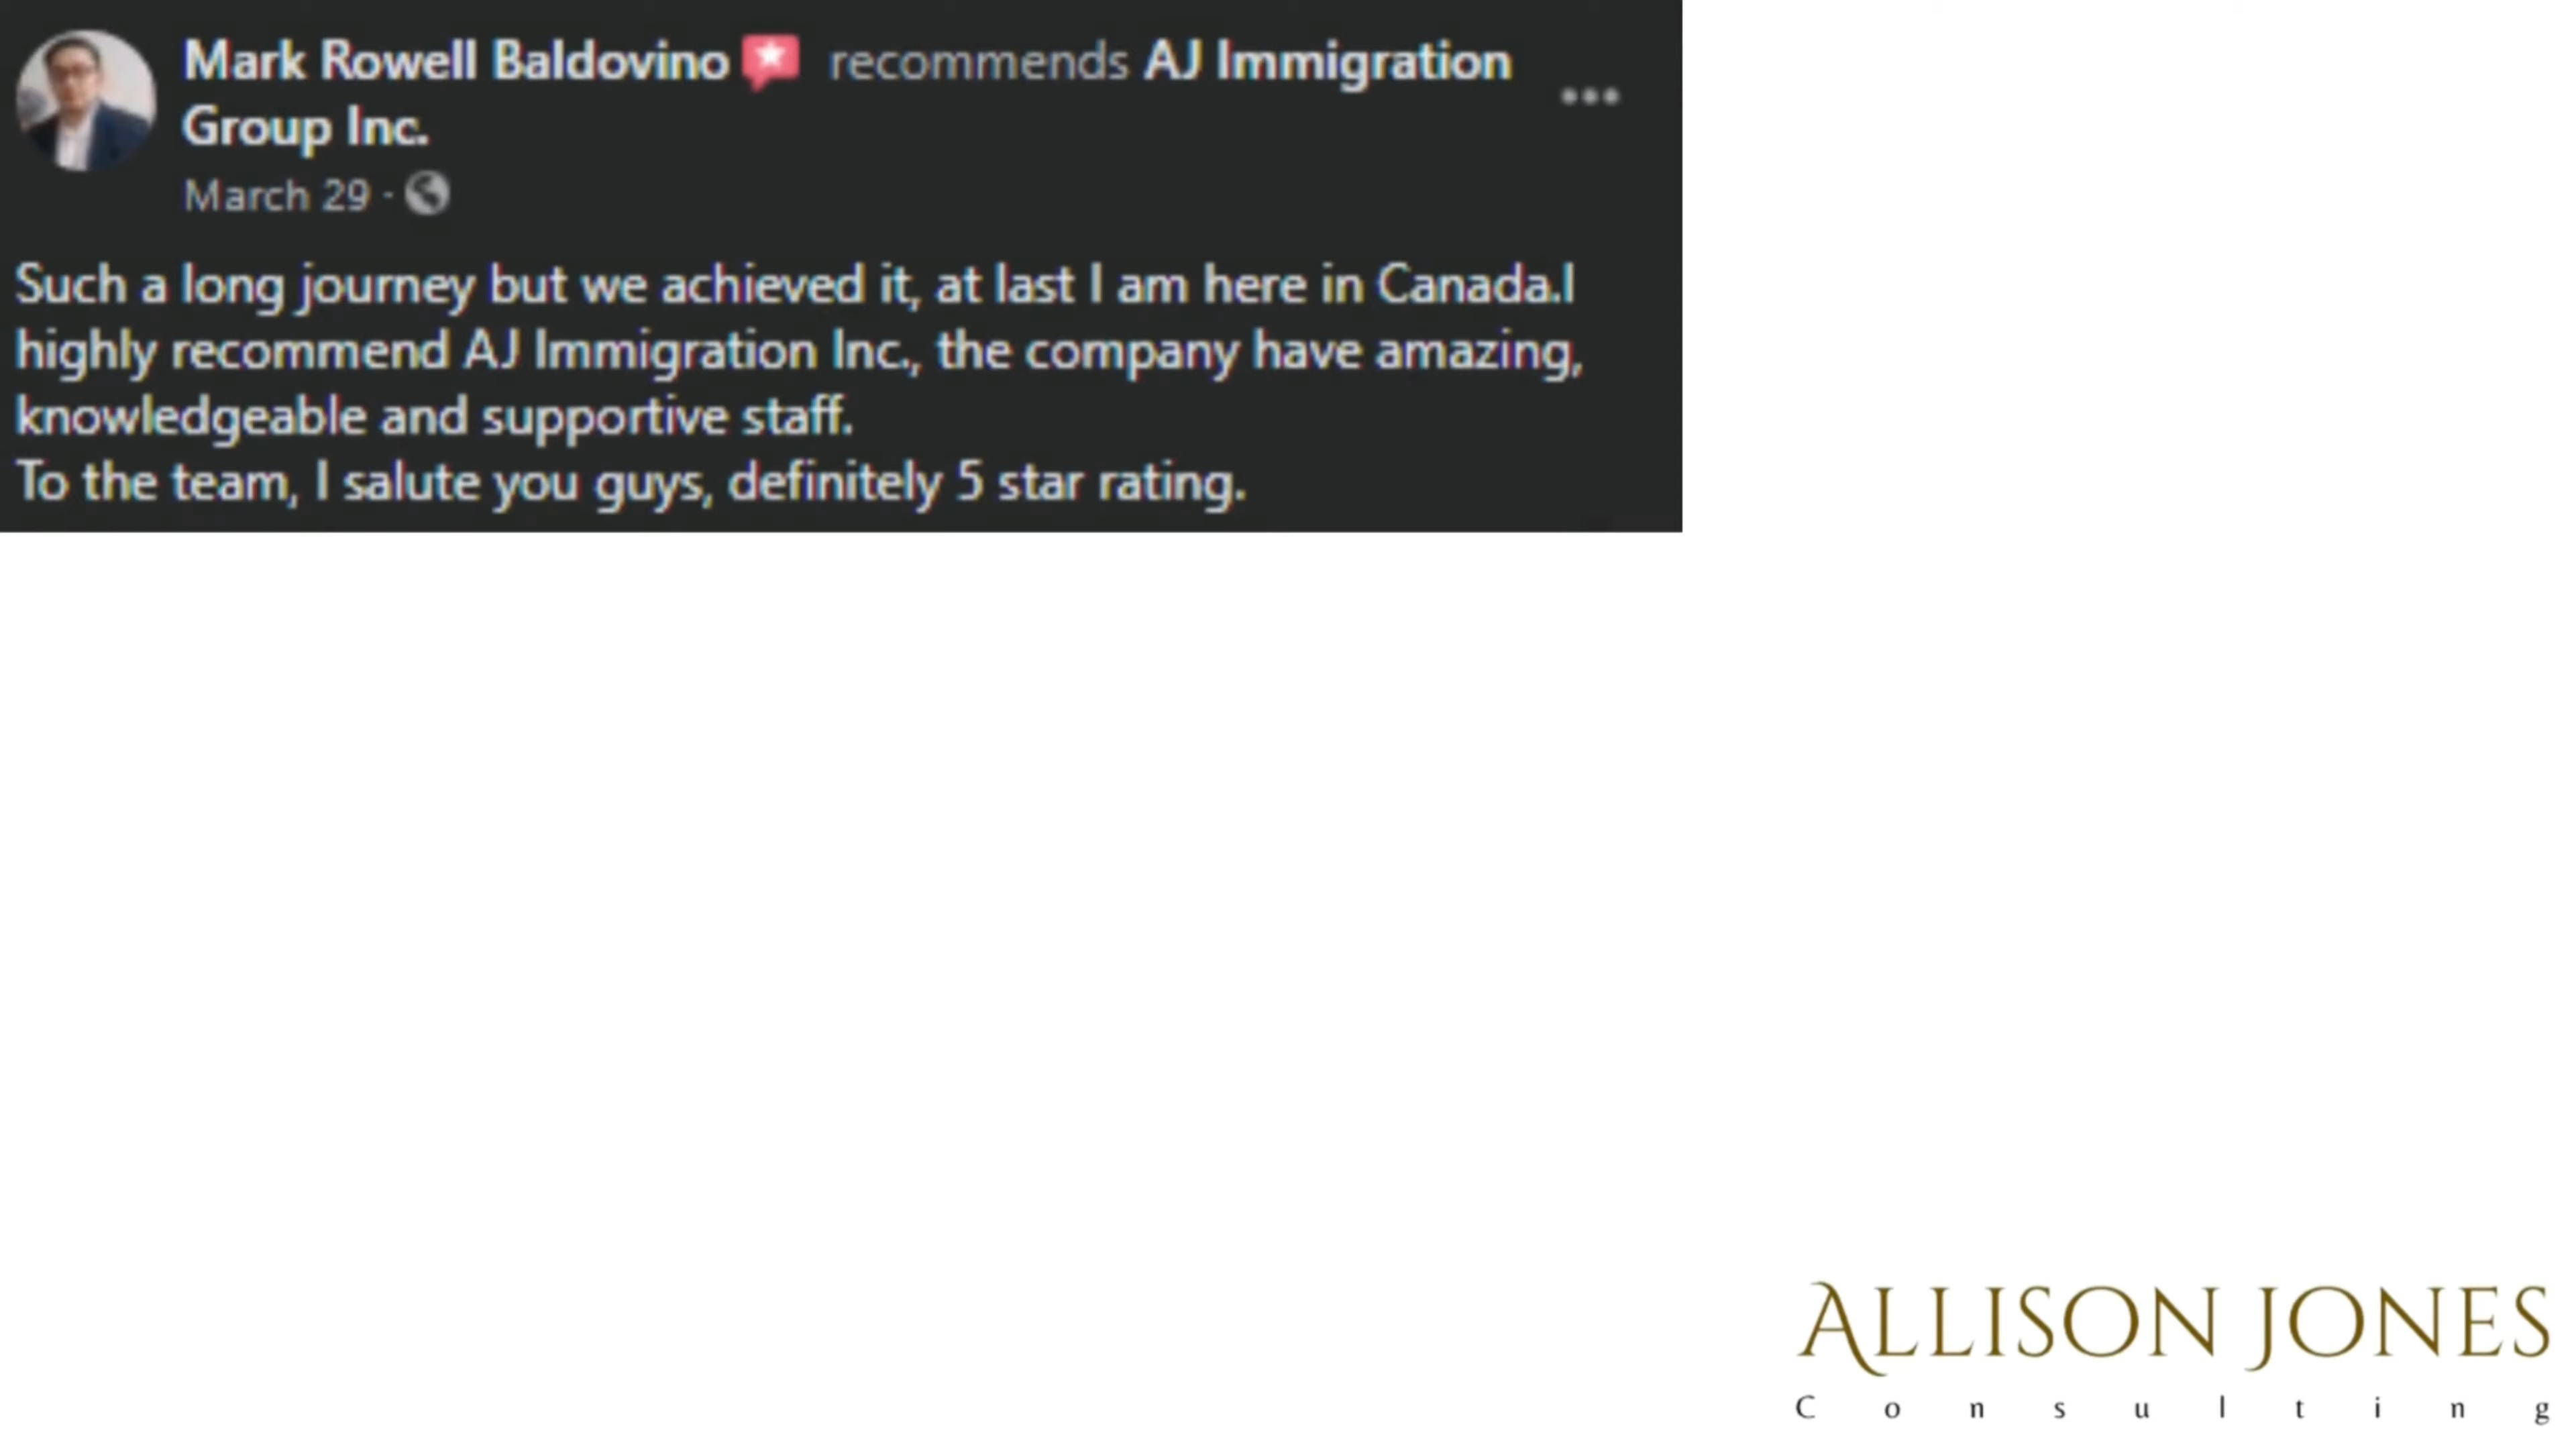 Mark Rowell Baldovino recommends AJ Immigration
Group Inc.
March 29 ·
Such a long journey but we achieved it, at last I am here in Canada.I
highly recommend AJ Immigration Inc., the company have amazing,
knowledgeable and supportive staff.
To the team, I salute you guys, definitely 5 star rating.
ALLISON JONES
Consulting